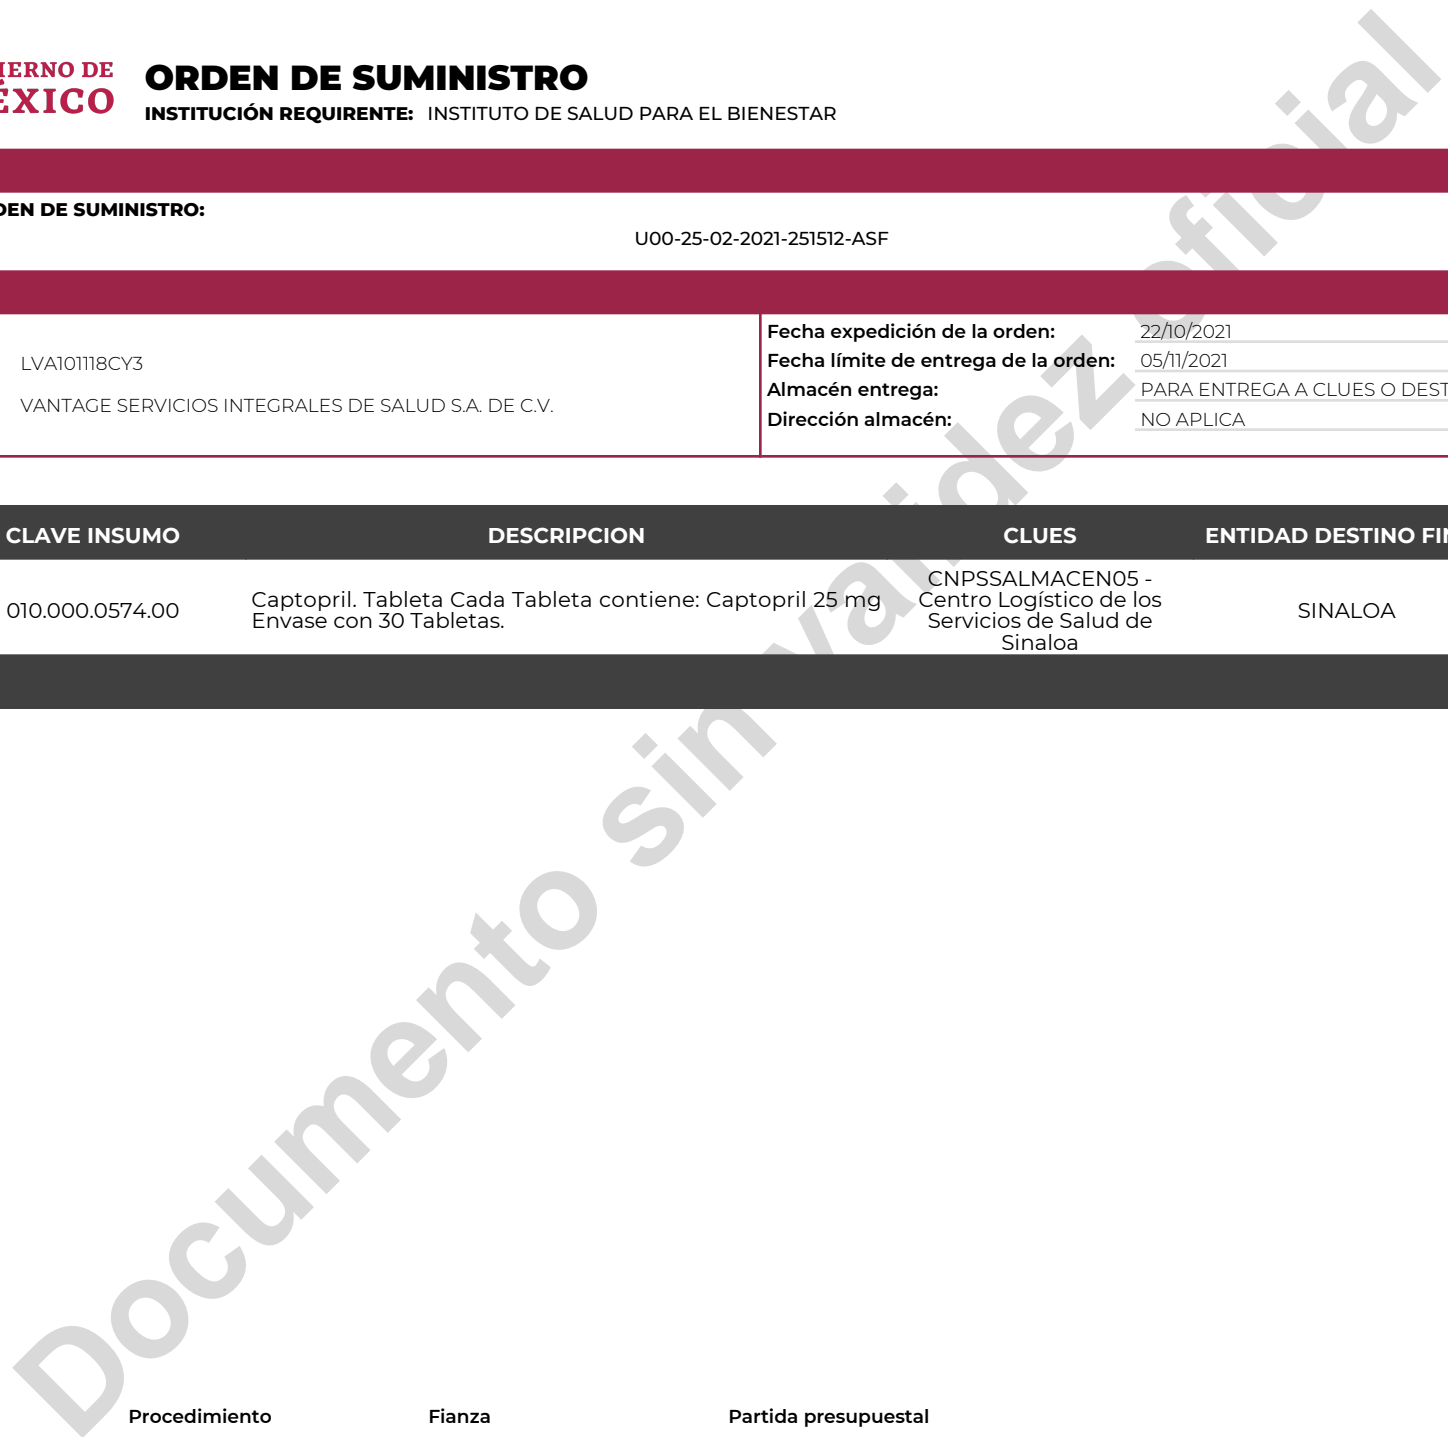 IERNO DE
ÉXICO
ORDEN DE SUMINISTRO
INSTITUCIÓN REQUIRENTE: INSTITUTO DE SALUD PARA EL BIENESTAR
DEN DE SUMINISTRO:
U00-25-02-2021-251512-ASF
LVA101118CY3
VANTAGE SERVICIOS INTEGRALES DE SALUD S.A. DE C.V.
Fecha expedición de la orden: 22/10/2021
Fecha límite de entrega de la orden: 05/11/2021
Almacén entrega: PARA ENTREGA A CLUES O DEST
Dirección almacén: NO APLICA
CLAVE INSUMO DESCRIPCION CLUES ENTIDAD DESTINO FIN
010.000.0574.00
Captopril. Tableta Cada Tableta contiene: Captopril 25 mg
Envase con 30 Tabletas.
CNPSSALMACEN05 -
Centro Logístico de los
Servicios de Salud de
Sinaloa
SINALOA
Documento sin validez oficial
Procedimiento Fianza Partida presupuestal